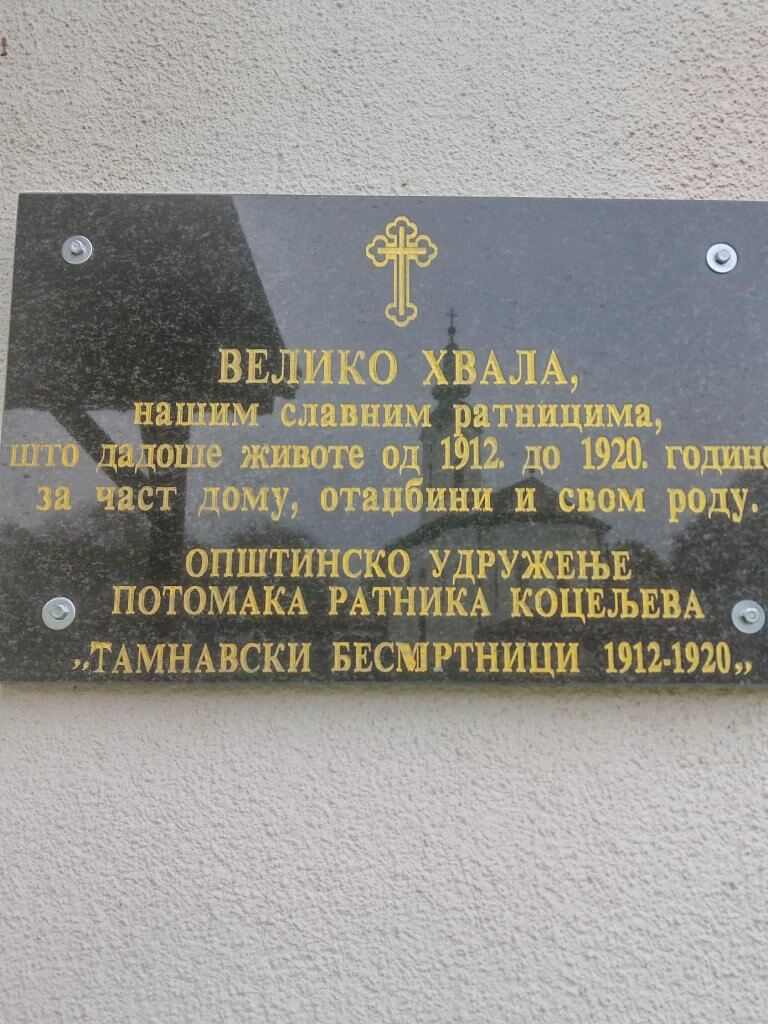 ВЕЛИКО ХВАЛА,
нашим славним ратницима,
што дадоше животе од 1912. до 1920. године
за част дому, отаџбини и свом роду.
ОПШТИНСКО УДРУЖЕЊЕ
ПОТОМАКА РАТНИКА КОЦЕЉЕВА
„ТАМНАВСКИ БЕСМРТНИЦИ 1912-1920„